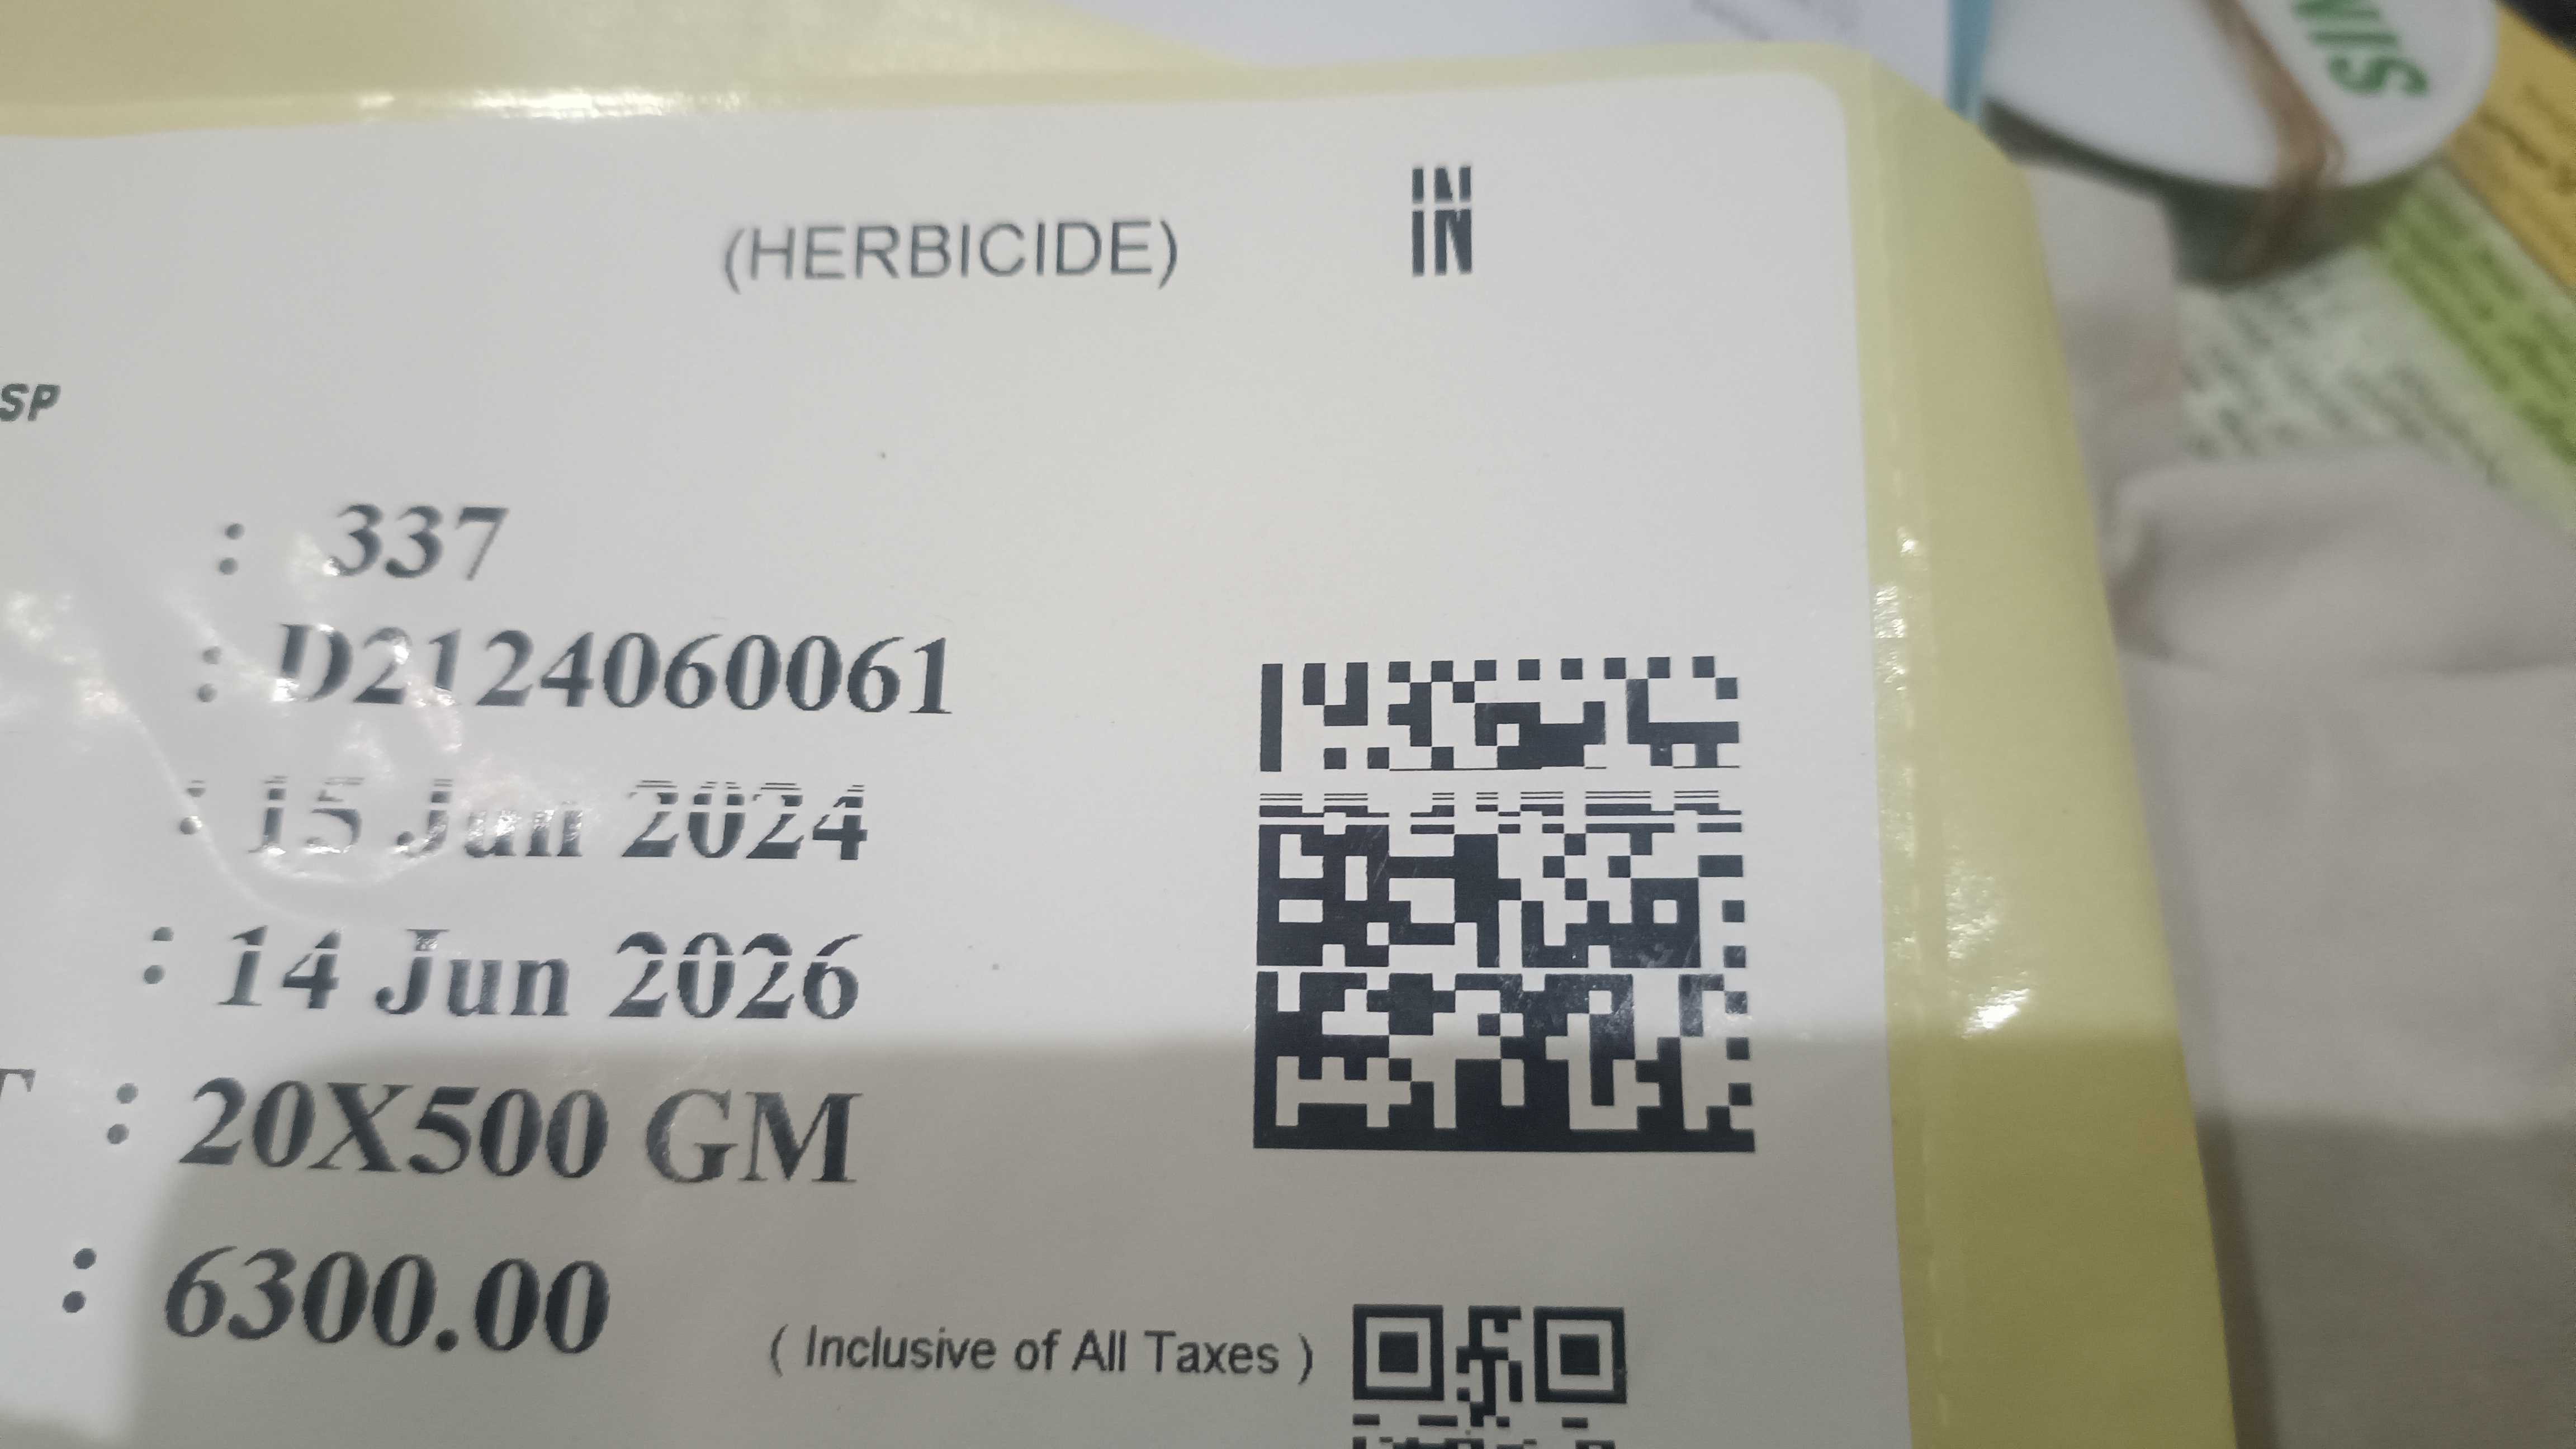 WIS
(HERBICIDE) IN
SP
: 337
: D2124060061
: 15 Jun 2024
: 14 Jun 2026
T : 20X500 GM
: 6300.00
( Inclusive of All Taxes )